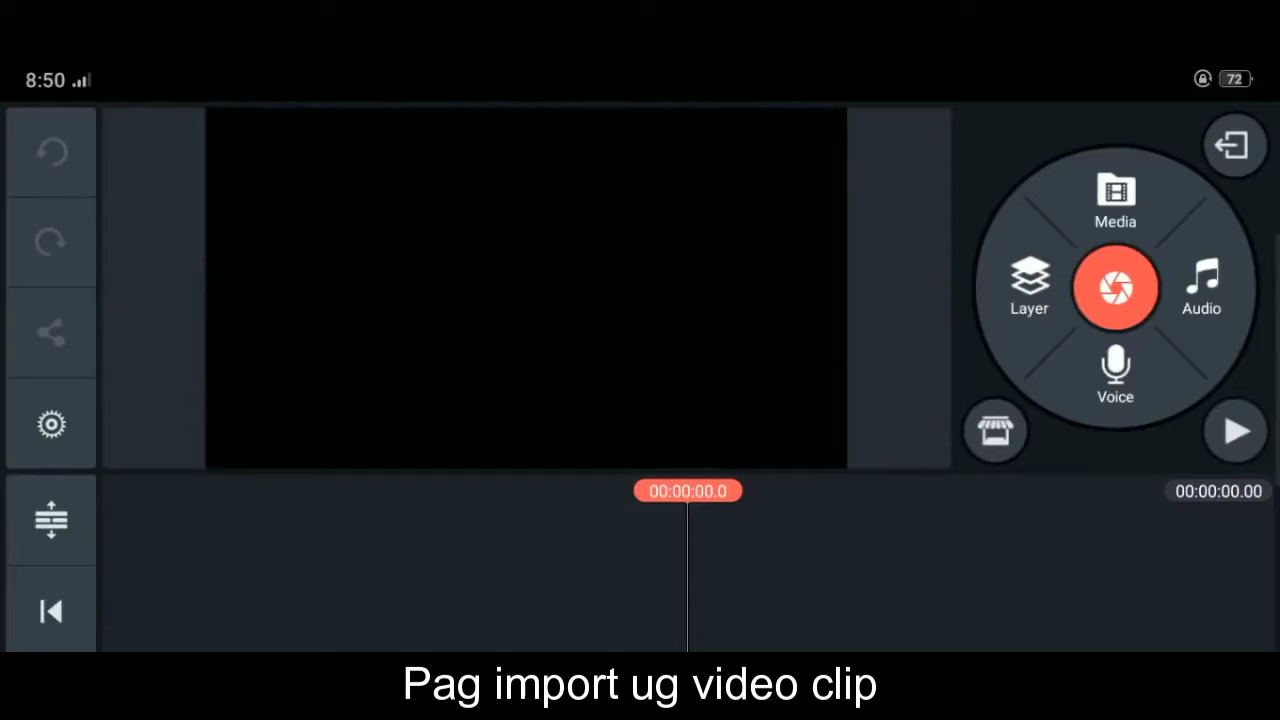 8:50
72
Media
Layer
Audio
Voice
00:00:00.0
00:00:00.00
Pag import ug video clip